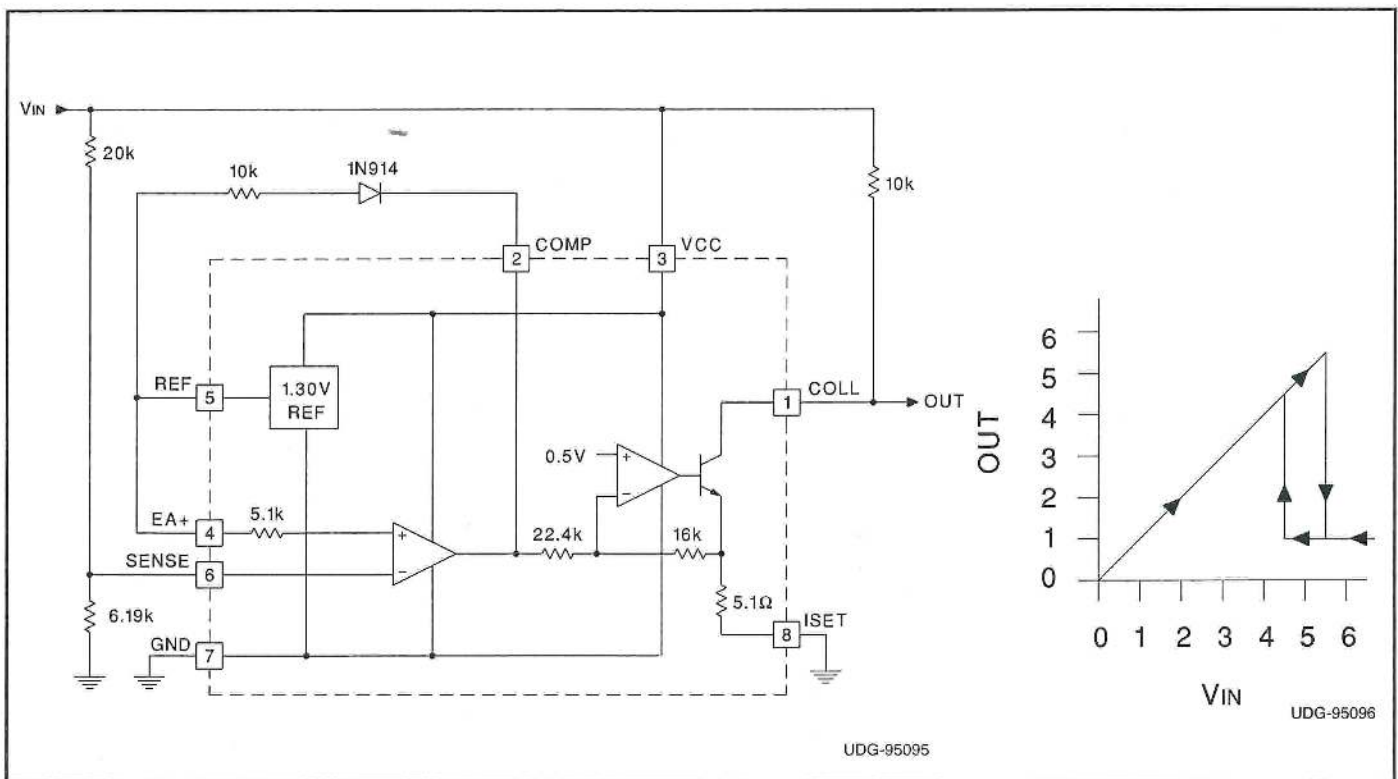 VIN
20k
10k
1N914
10k
2
COMP
3
VCC
REF
5
1.30V
REF
1
COLL
OUT
0.5V
+
−
EA+
4
5.1k
+
−
22.4k
16k
SENSE
6
6.19k
5.1Ω
GND
7
8
ISET
UDG-95095
OUT
6
5
4
3
2
1
0
0 1 2 3 4 5 6
VIN
UDG-95096